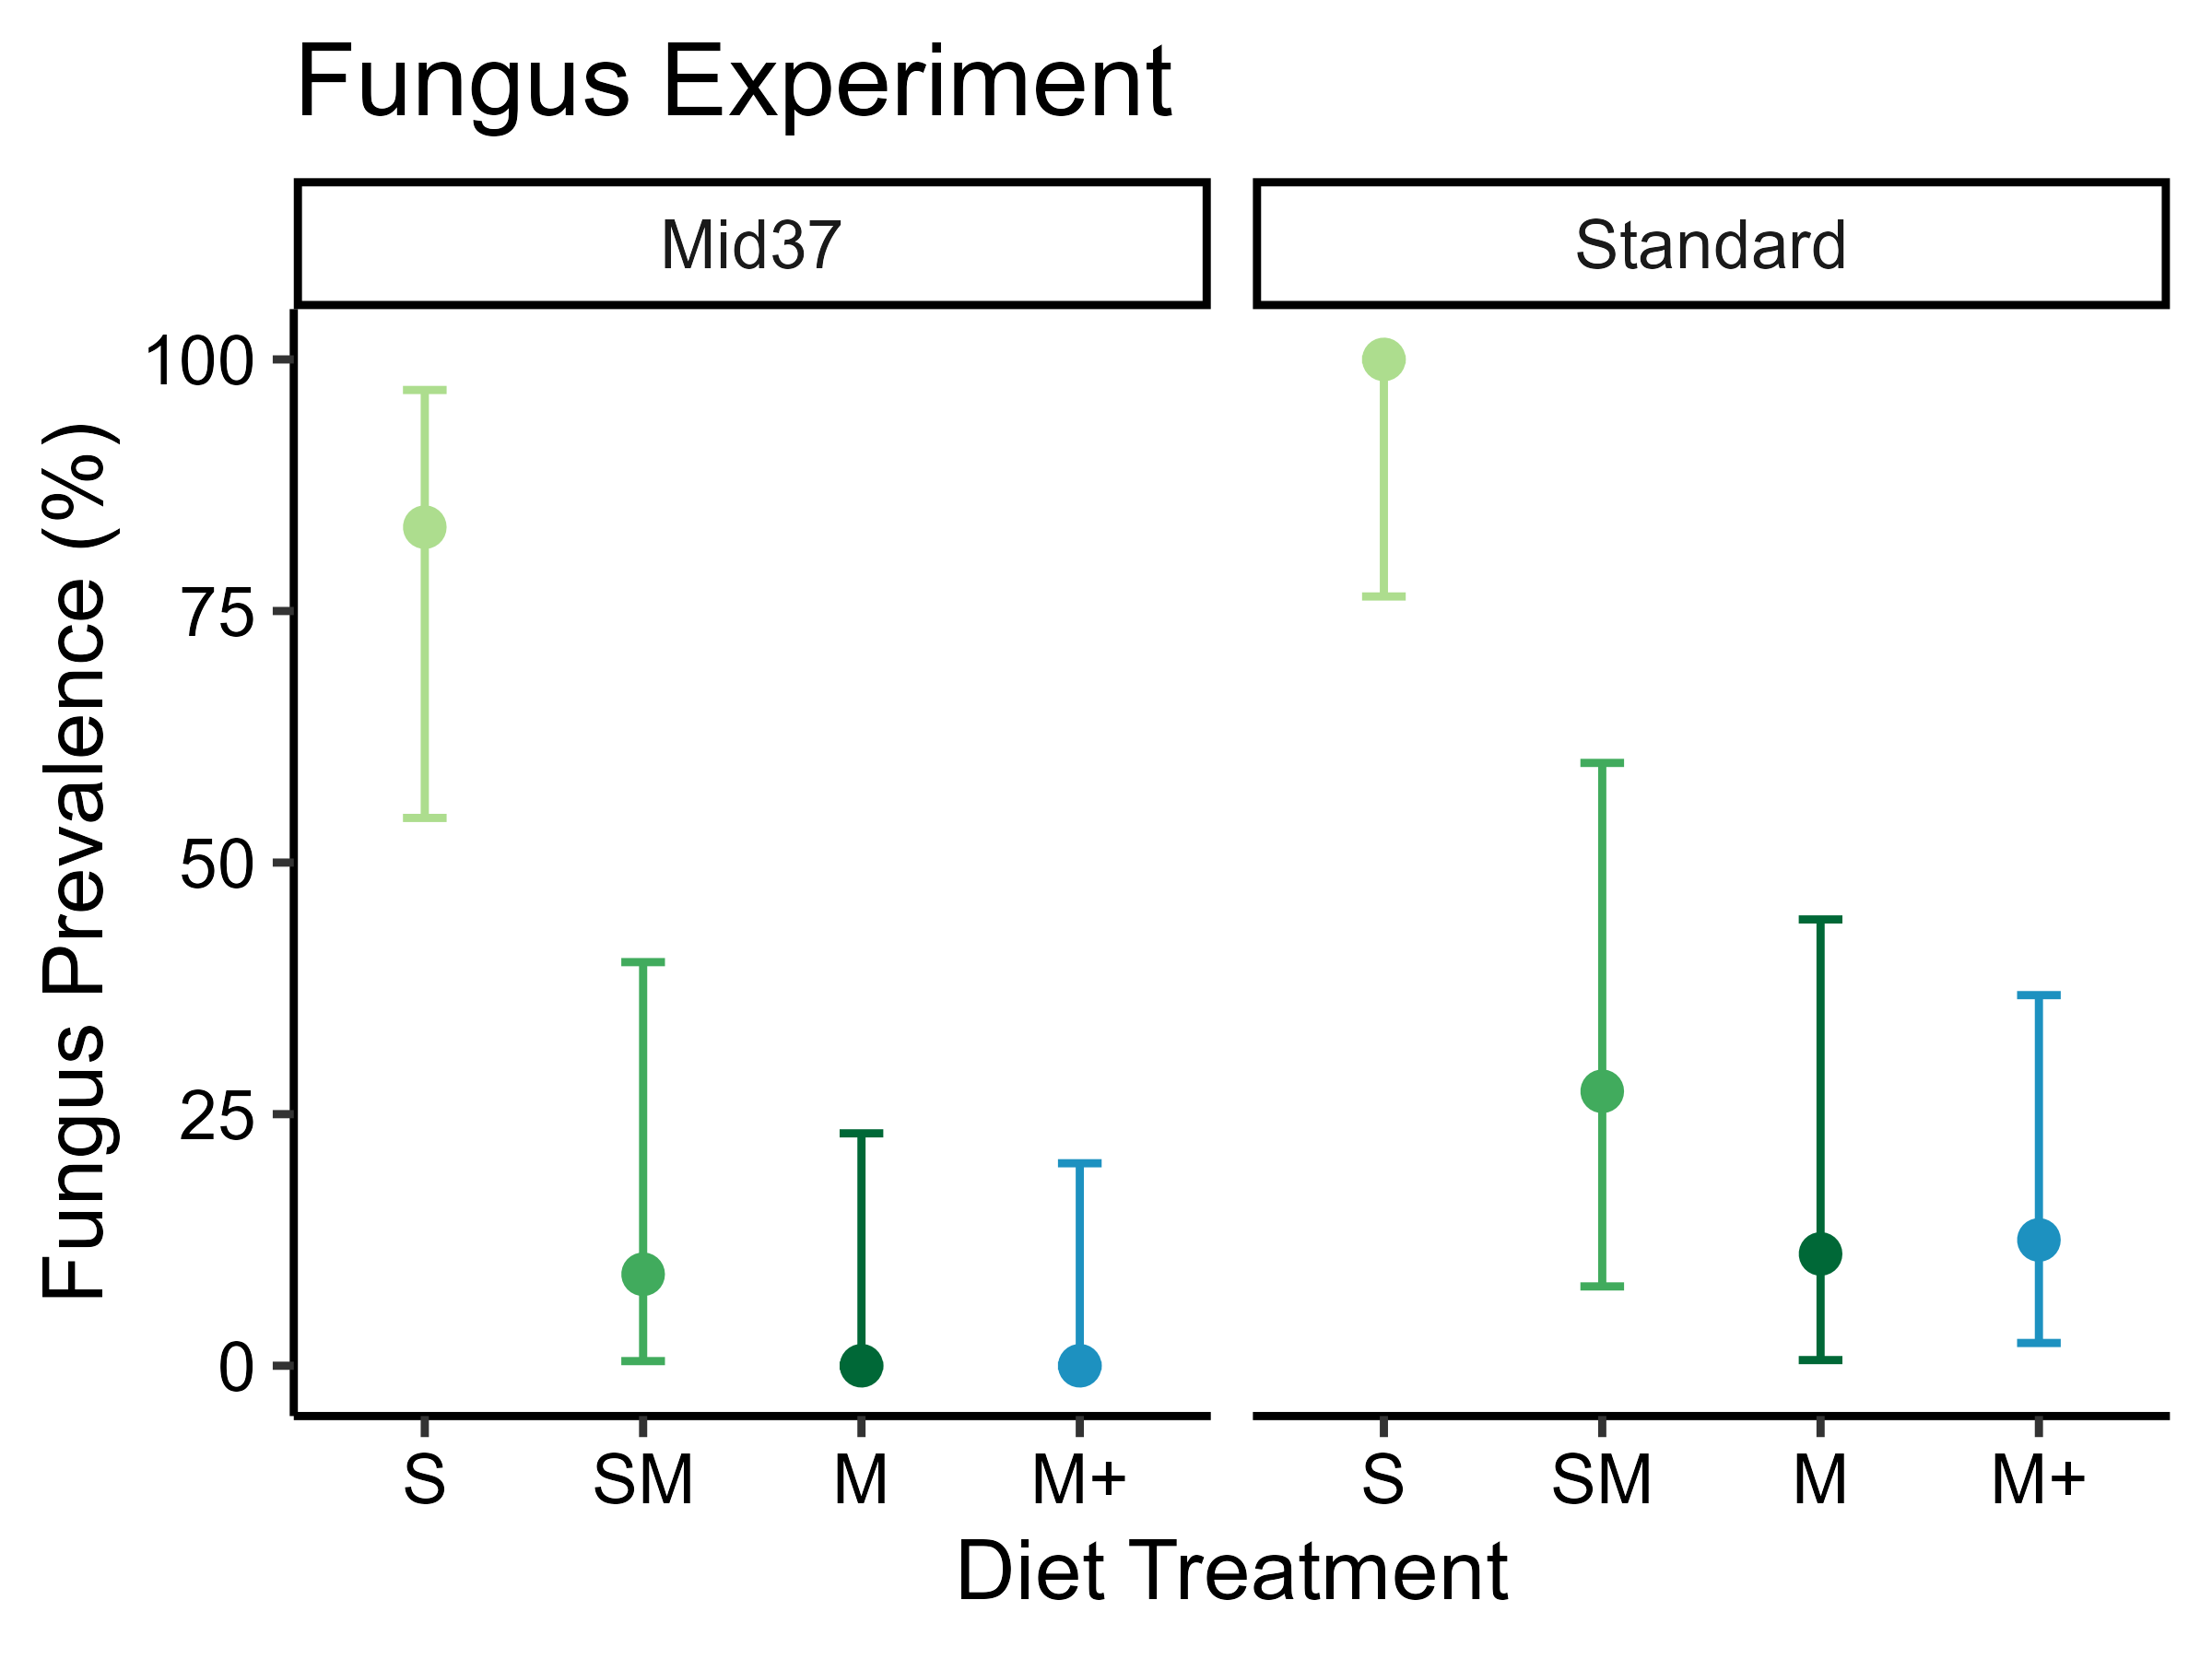 Fungus Experiment
Mid37
Standard
Fungus Prevalence (%)
100
75
50
25
0
S SM M M+
S SM M M+
Diet Treatment